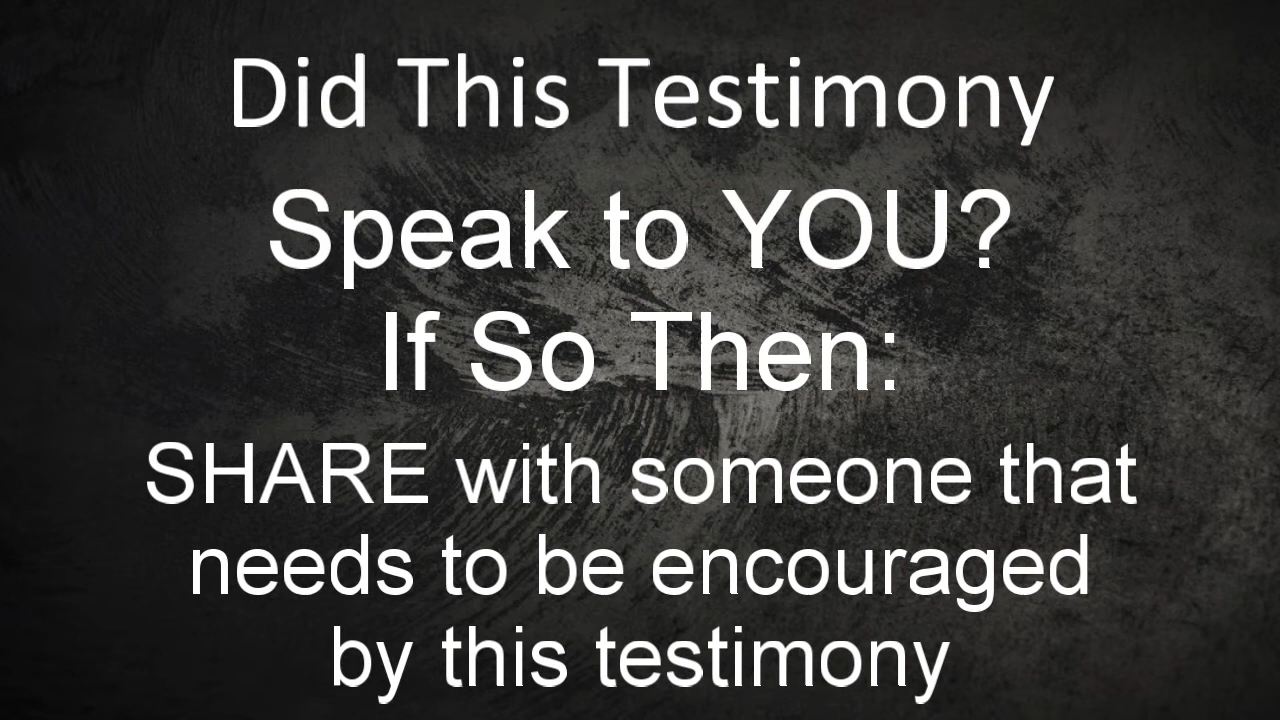 Did This Testimony
Speak to YOU?
If So Then:
SHARE with someone that
needs to be encouraged
by this testimony